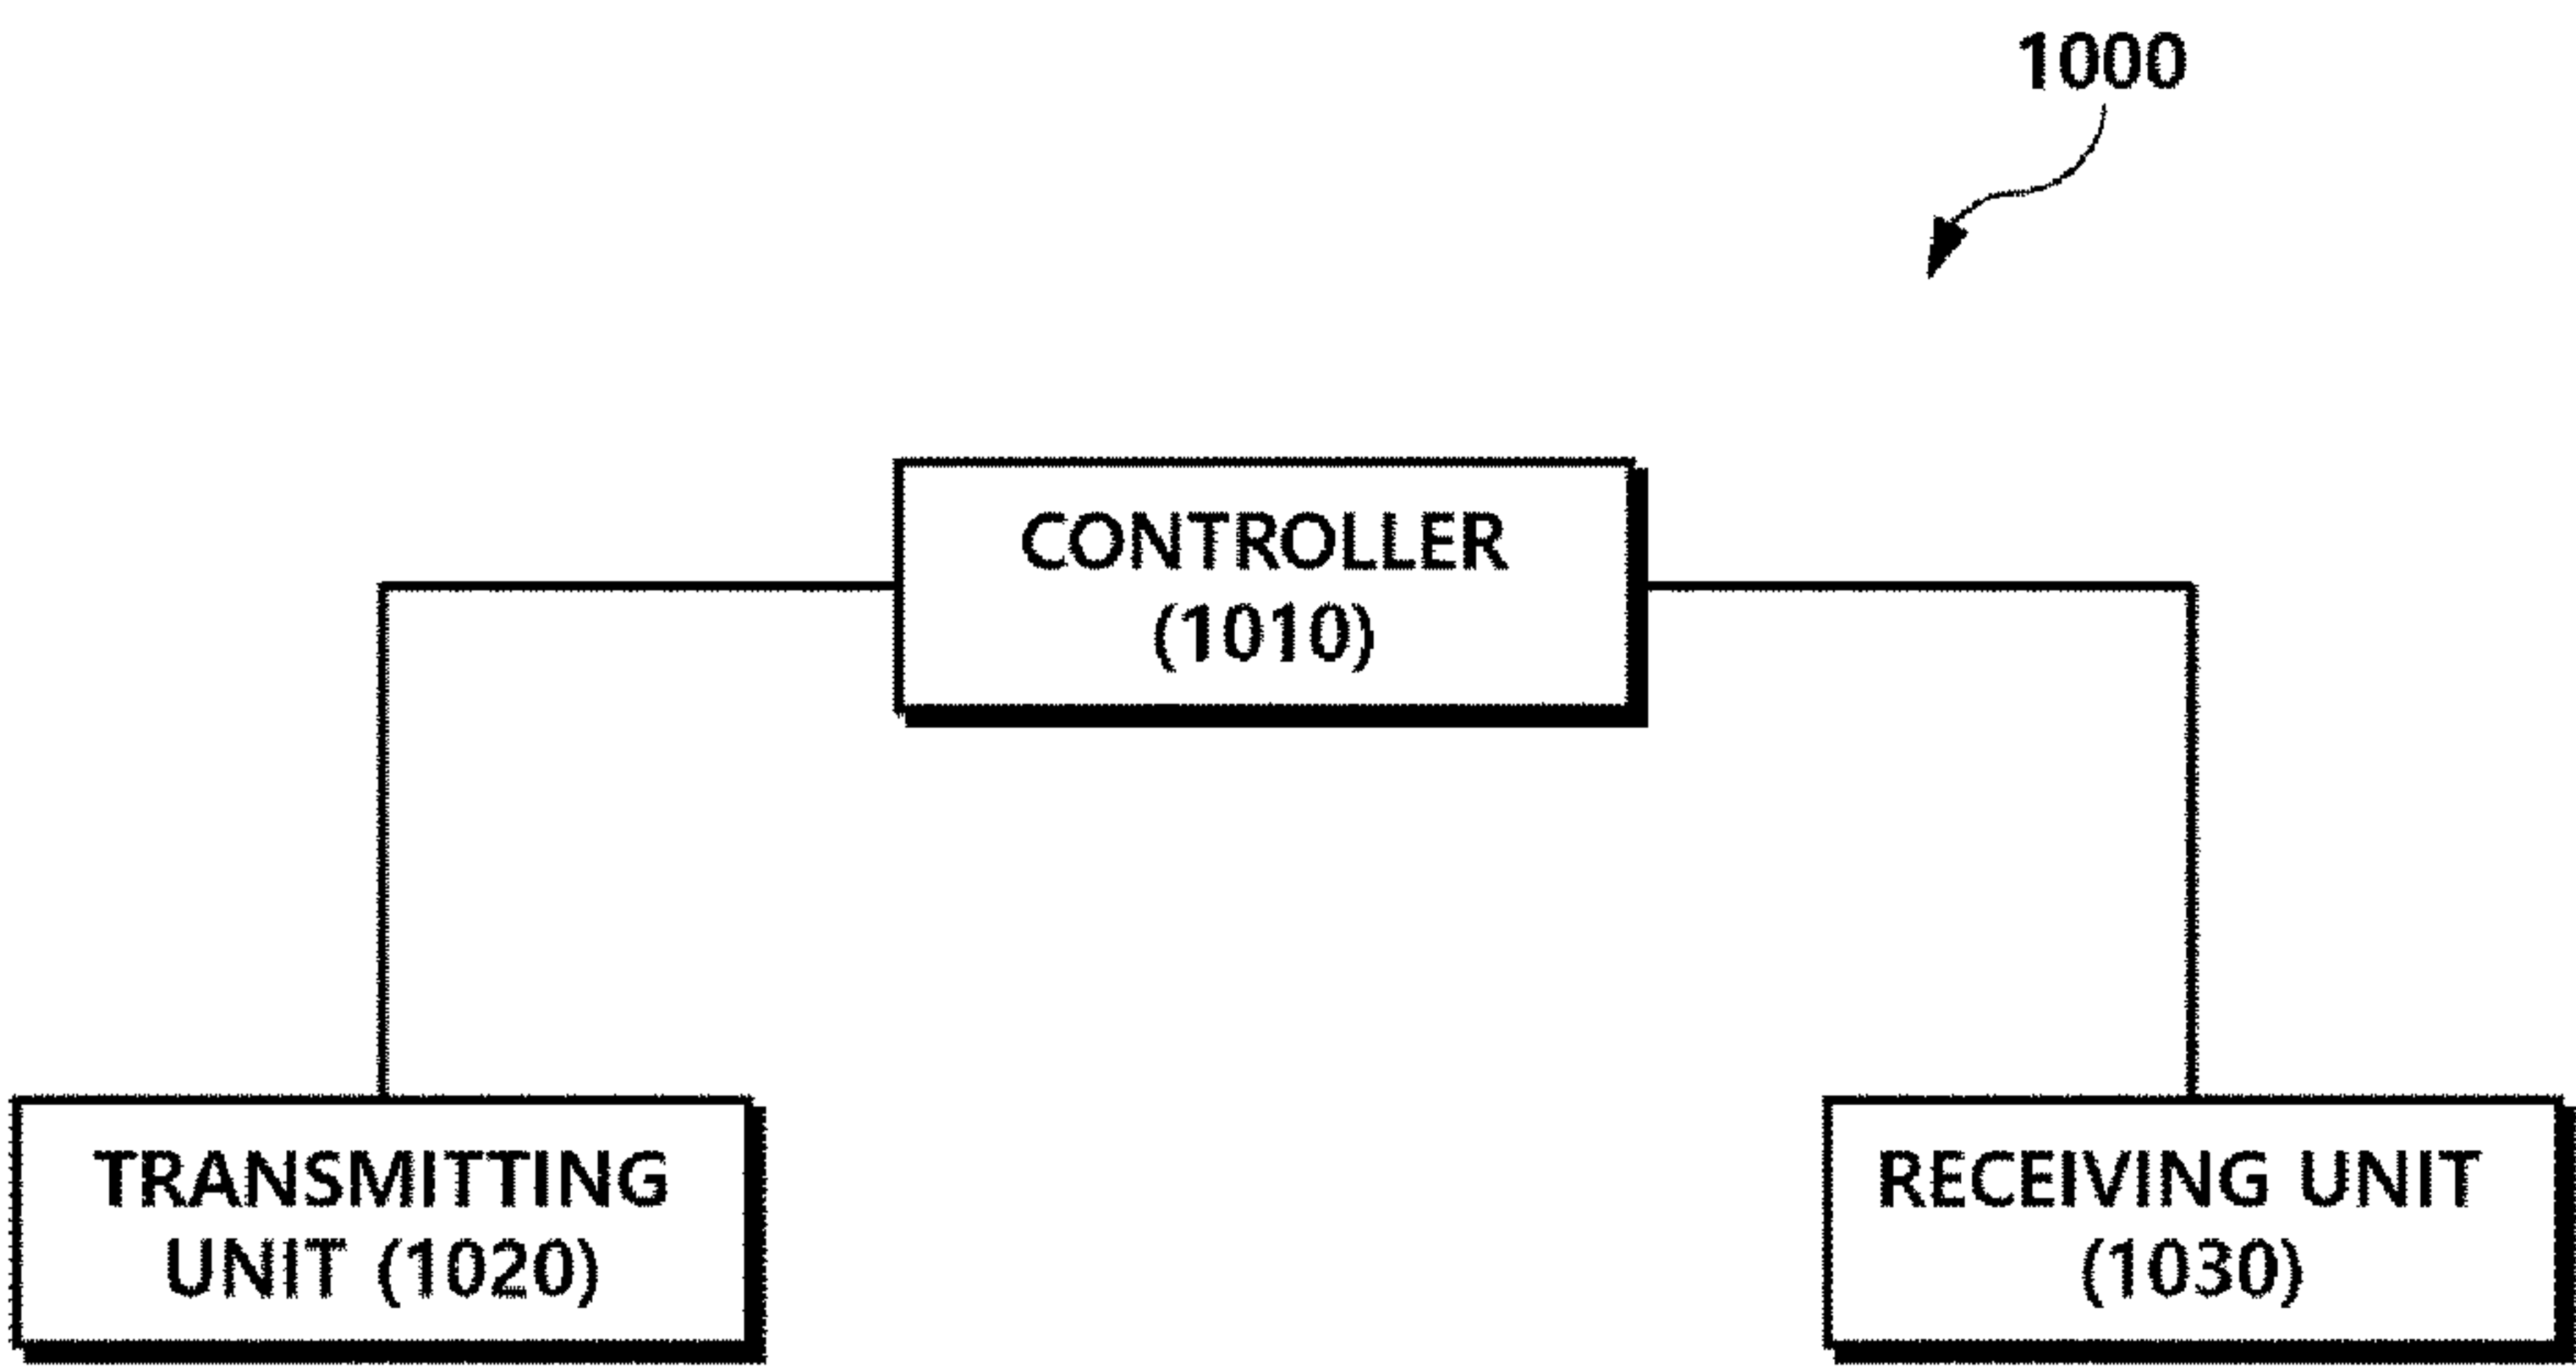 1000
CONTROLLER
(1010)
TRANSMITTING
UNIT (1020)
RECEIVING UNIT
(1030)